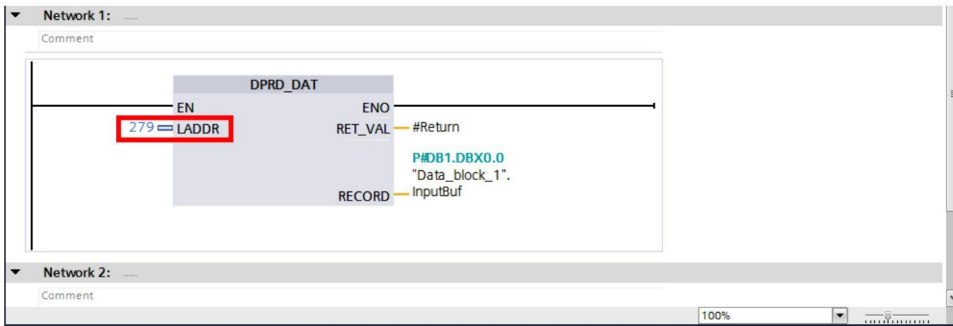 Network 1: .....
Comment
DPRD_DAT
EN ENO
279 LADDR RET_VAL #Return
P#DB1.DBX0.0
"Data_block_1".
RECORD InputBuf
Network 2: .....
Comment
100%